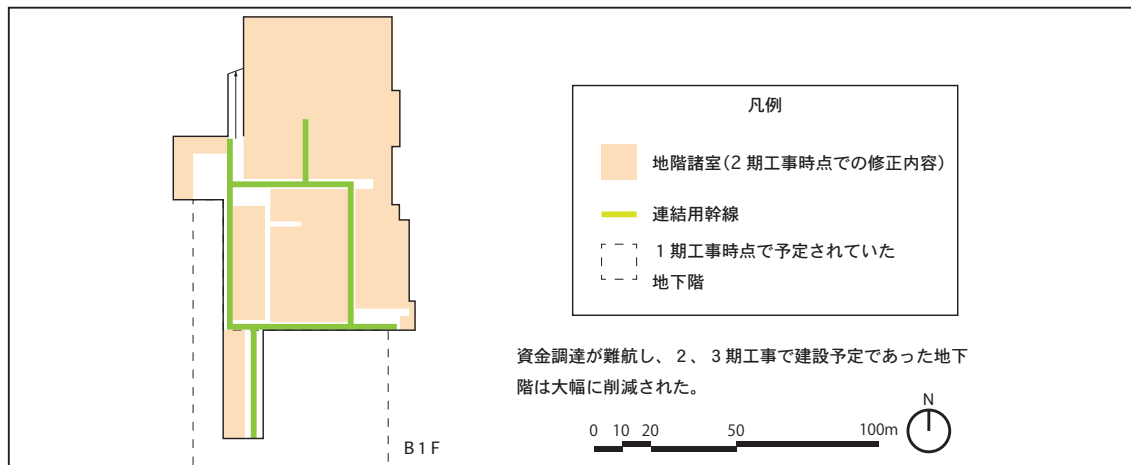 凡例
地階諸室(2期工事時点での修正内容)
連結用幹線
1期工事時点で予定されていた
地下階
資金調達が難航し、2、3期工事で建設予定であった地下
階は大幅に削減された。
N
0 10 20 50 100m
B1F